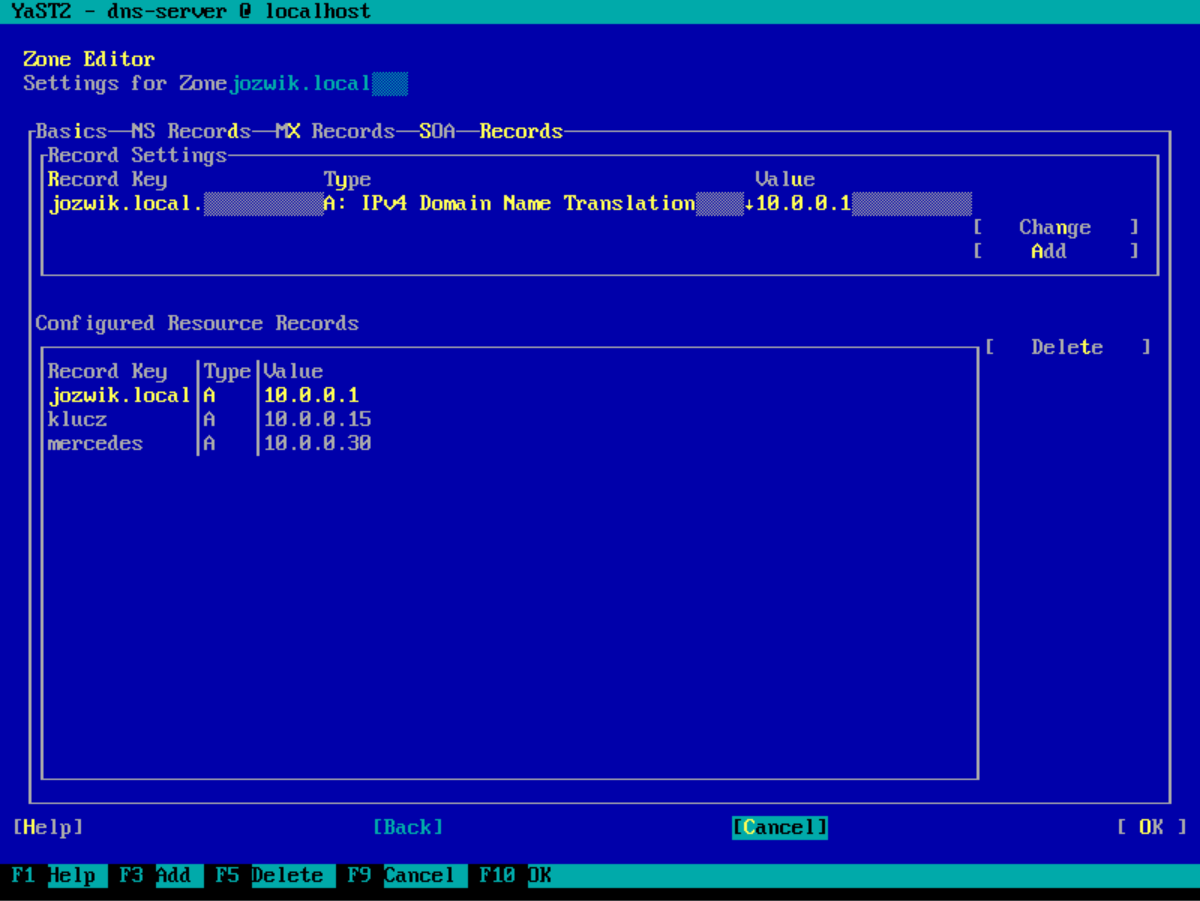 YaST2 - dns-server @ localhost
Zone Editor
Settings for Zone jozwik.local
Basics NS Records MX Records SOA Records
Record Settings
Record Key Type Value
jozwik.local. A: IPv4 Domain Name Translation ↓10.0.0.1
[ Change ]
[ Add ]
Configured Resource Records
[ Delete ]
Record Key |Type|Value
jozwik.local|A |10.0.0.1
klucz |A |10.0.0.15
mercedes |A |10.0.0.30
[Help] [Back] [Cancel] [ OK ]
F1 Help F3 Add F5 Delete F9 Cancel F10 OK